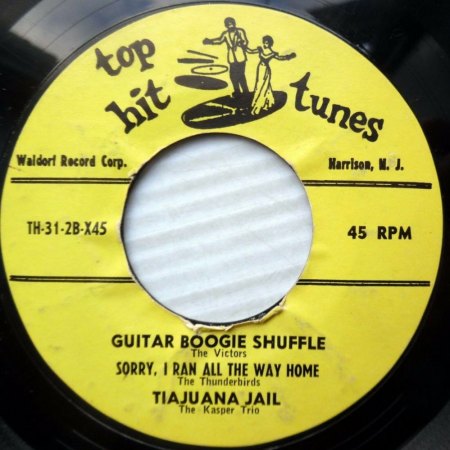 top
hit tunes
Waldorf Record Corp. Harrison, N. J.
TH-31-2B-X45 45 RPM
GUITAR BOOGIE SHUFFLE
The Victors
SORRY, I RAN ALL THE WAY HOME
The Thunderbirds
TIAJUANA JAIL
The Kasper Trio